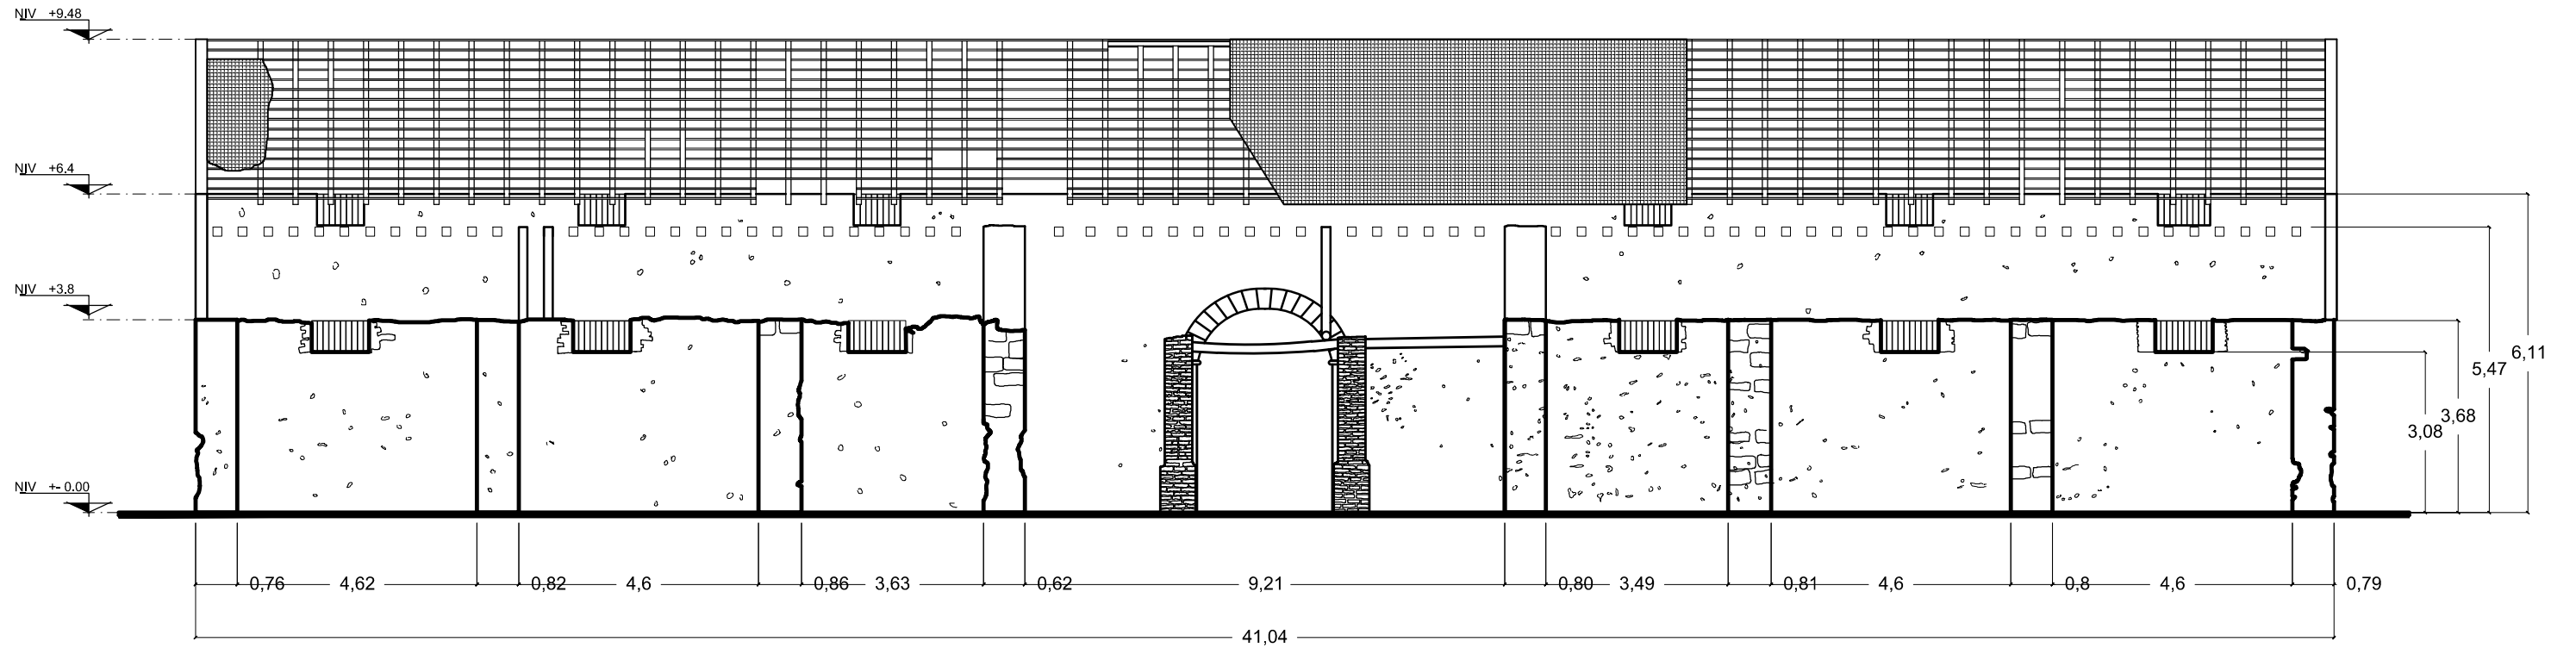 NIV +9.48
NIV +6.4
NIV +3.8
NIV +- 0.00
6,11
5,47
3,68
3,08
0,76 4,62 0,82 4,6 0,86 3,63 0,62 9,21 0,80 3,49 0,81 4,6 0,8 4,6 0,79
41,04